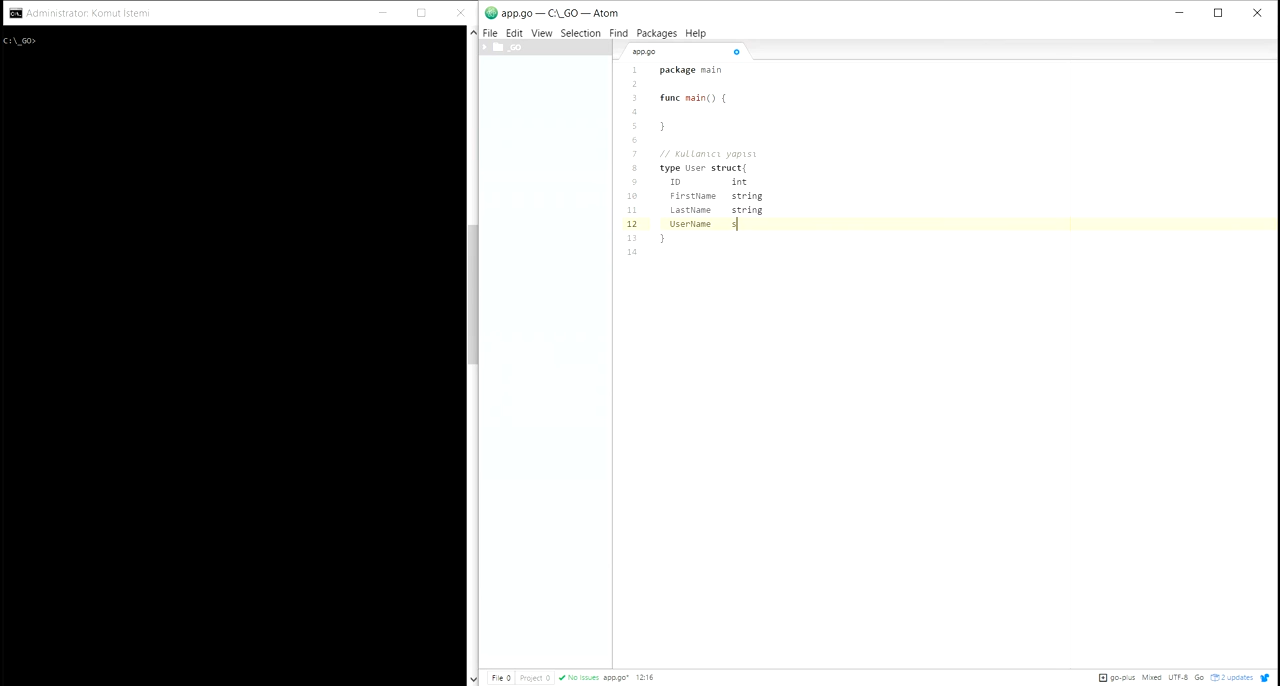 Administrator: Komut İstemi
C:\_GO>
app.go — C:\_GO — Atom
File Edit View Selection Find Packages Help
_GO
app.go
1 package main
2
3 func main() {
4
5 }
6
7 // Kullanıcı yapısı
8 type User struct{
9 ID int
10 FirstName string
11 LastName string
12 UserName s
13 }
14
File 0 Project 0 No Issues app.go* 12:16 go-plus Mixed UTF-8 Go 2 updates